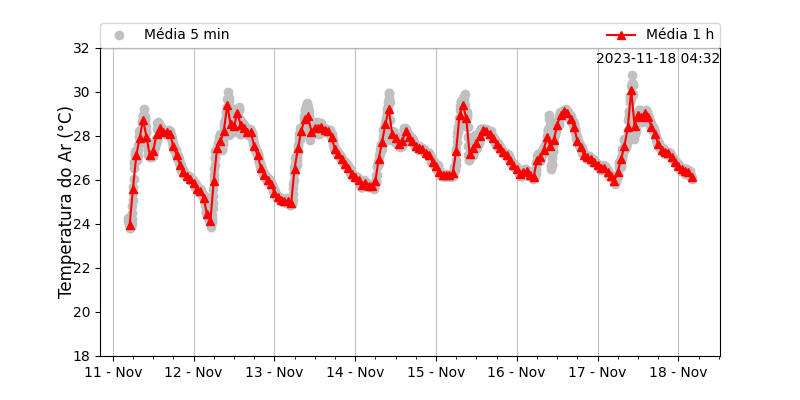 Média 5 min
Média 1 h
2023-11-18 04:32
Temperatura do Ar (°C)
32
30
28
26
24
22
20
18
11 - Nov
12 - Nov
13 - Nov
14 - Nov
15 - Nov
16 - Nov
17 - Nov
18 - Nov